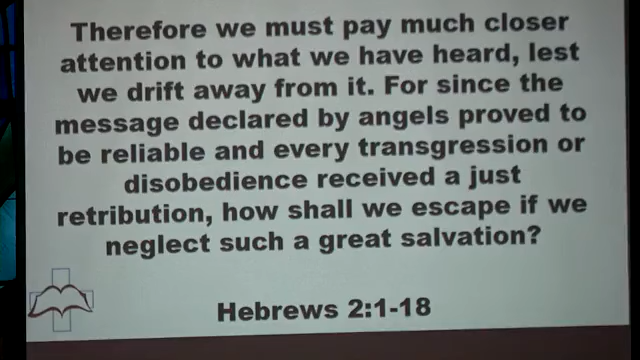 Therefore we must pay much closer
attention to what we have heard, lest
we drift away from it. For since the
message declared by angels proved to
be reliable and every transgression or
disobedience received a just
retribution, how shall we escape if we
neglect such a great salvation?
Hebrews 2:1-18